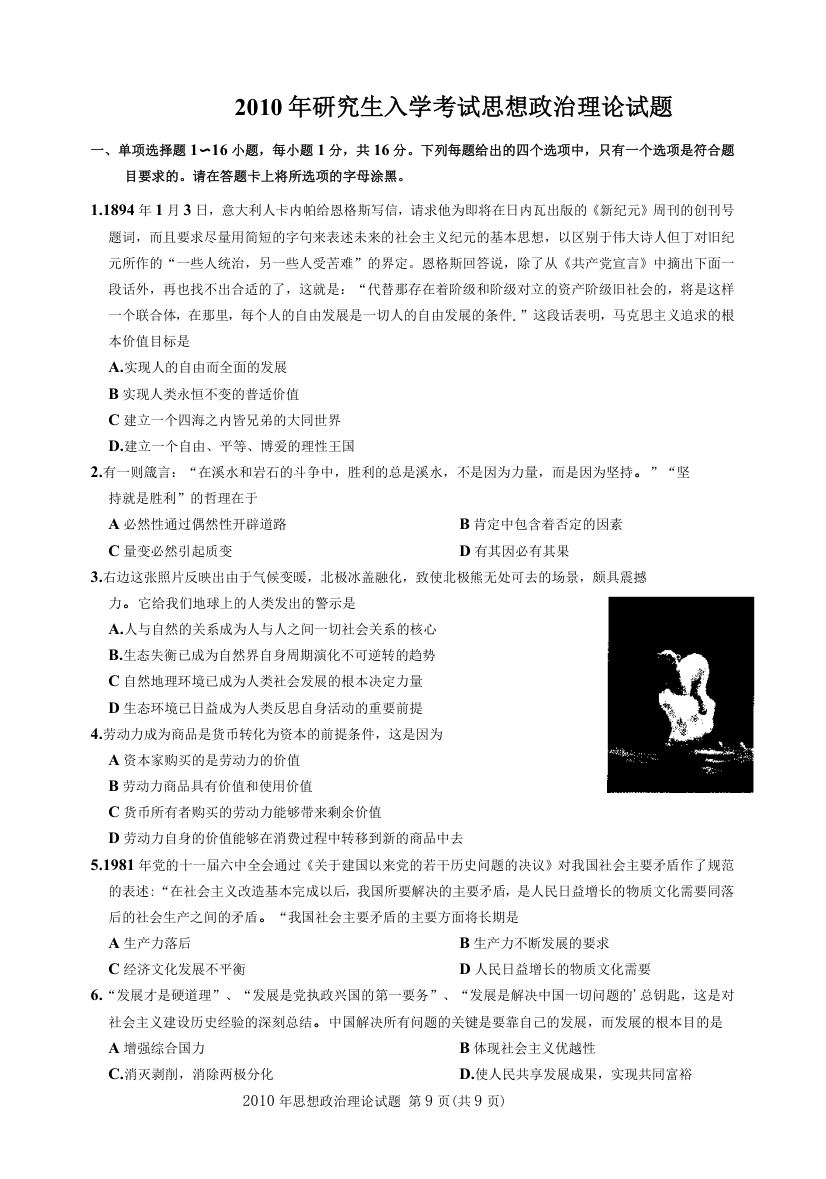 2010 年研究生入学考试思想政治理论试题
一、单项选择题 1∽16 小题，每小题 1 分，共 16 分。下列每题给出的四个选项中，只有一个选项是符合题
目要求的。请在答题卡上将所选项的字母涂黑。
1.1894 年 1 月 3 日，意大利人卡内帕给恩格斯写信，请求他为即将在日内瓦出版的《新纪元》周刊的创刊号
题词，而且要求尽量用简短的字句来表述未来的社会主义纪元的基本思想，以区别于伟大诗人但丁对旧纪
元所作的“一些人统治，另一些人受苦难”的界定。恩格斯回答说，除了从《共产党宣言》中摘出下面一
段话外，再也找不出合适的了，这就是：“代替那存在着阶级和阶级对立的资产阶级旧社会的，将是这样
一个联合体，在那里，每个人的自由发展是一切人的自由发展的条件．”这段话表明，马克思主义追求的根
本价值目标是
A.实现人的自由而全面的发展
B 实现人类永恒不变的普适价值
C 建立一个四海之内皆兄弟的大同世界
D.建立一个自由、平等、博爱的理性王国
2.有一则箴言：“在溪水和岩石的斗争中，胜利的总是溪水，不是因为力量，而是因为坚持。”“坚
持就是胜利”的哲理在于
A 必然性通过偶然性开辟道路 B 肯定中包含着否定的因素
C 量变必然引起质变 D 有其因必有其果
3.右边这张照片反映出由于气候变暖，北极冰盖融化，致使北极熊无处可去的场景，颇具震撼
力。它给我们地球上的人类发出的警示是
A.人与自然的关系成为人与人之间一切社会关系的核心
B.生态失衡已成为自然界自身周期演化不可逆转的趋势
C 自然地理环境已成为人类社会发展的根本决定力量
D 生态环境已日益成为人类反思自身活动的重要前提
4.劳动力成为商品是货币转化为资本的前提条件，这是因为
A 资本家购买的是劳动力的价值
B 劳动力商品具有价值和使用价值
C 货币所有者购买的劳动力能够带来剩余价值
D 劳动力自身的价值能够在消费过程中转移到新的商品中去
5.1981 年党的十一届六中全会通过《关于建国以来党的若干历史问题的决议》对我国社会主要矛盾作了规范
的表述:“在社会主义改造基本完成以后，我国所要解决的主要矛盾，是人民日益增长的物质文化需要同落
后的社会生产之间的矛盾。“我国社会主要矛盾的主要方面将长期是
A 生产力落后 B 生产力不断发展的要求
C 经济文化发展不平衡 D 人民日益增长的物质文化需要
6.“发展才是硬道理”、“发展是党执政兴国的第一要务”、“发展是解决中国一切问题的'总钥匙，这是对
社会主义建设历史经验的深刻总结。中国解决所有问题的关键是要靠自己的发展，而发展的根本目的是
A 增强综合国力 B 体现社会主义优越性
C.消灭剥削，消除两极分化 D.使人民共享发展成果，实现共同富裕
2010 年思想政治理论试题 第 9 页(共 9 页)